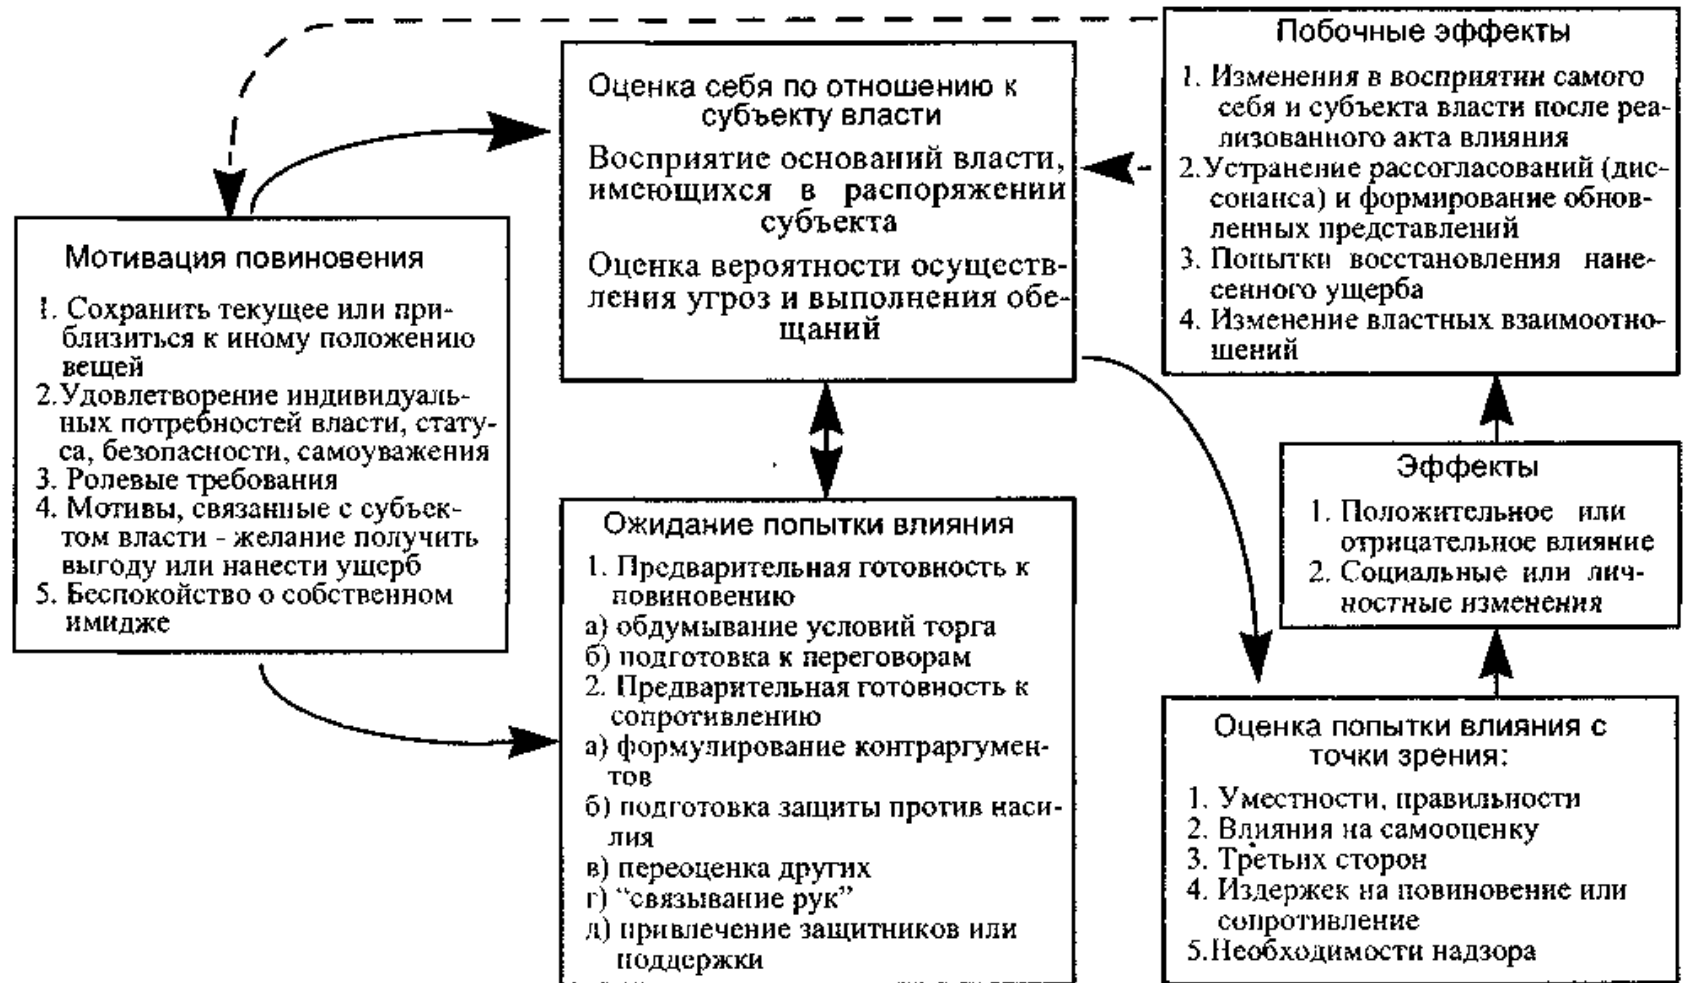 Мотивация повиновения
1. Сохранить текущее или при-
близиться к иному положению
вещей
2.Удовлетворение индивидуаль-
ных потребностей власти, стату-
са, безопасности, самоуважения
3. Ролевые требования
4. Мотивы, связанные с субъек-
том власти - желание получить
выгоду или нанести ущерб
5. Беспокойство о собственном
имидже
Оценка себя по отношению к
субъекту власти
Восприятие оснований власти,
имеющихся в распоряжении
субъекта
Оценка вероятности осуществ-
ления угроз и выполнения обе-
щаний
Ожидание попытки влияния
1. Предварительная готовность к
повиновению
а) обдумывание условий торга
б) подготовка к переговорам
2. Предварительная готовность к
сопротивлению
а) формулирование контраргумен-
тов
б) подготовка защиты против наси-
лия
в) переоценка других
г) “связывание рук”
д) привлечение защитников или
поддержки
Побочные эффекты
1. Изменения в восприятии самого
себя и субъекта власти после реа-
лизованного акта влияния
2.Устранение рассогласований (дис-
сонанса) и формирование обнов-
ленных представлений
3. Попытки восстановления нане-
сенного ущерба
4. Изменение властных взаимоотно-
шений
Эффекты
1. Положительное или
отрицательное влияние
2. Социальные или лич-
ностные изменения
Оценка попытки влияния с
точки зрения:
1. Уместности, правильности
2. Влияния на самооценку
3. Третьих сторон
4. Издержек на повиновение или
сопротивление
5.Необходимости надзора